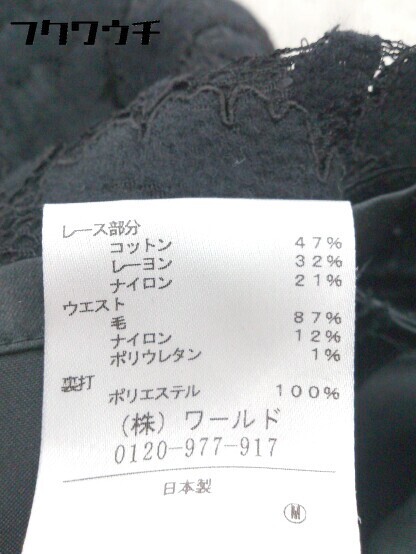 フクワウチ
レース部分
コットン 47%
レーヨン 32%
ナイロン 21%
ウエスト
毛 87%
ナイロン 12%
ポリウレタン 1%
裏打
ポリエステル 100%
(株) ワールド
0120-977-917
日本製
M